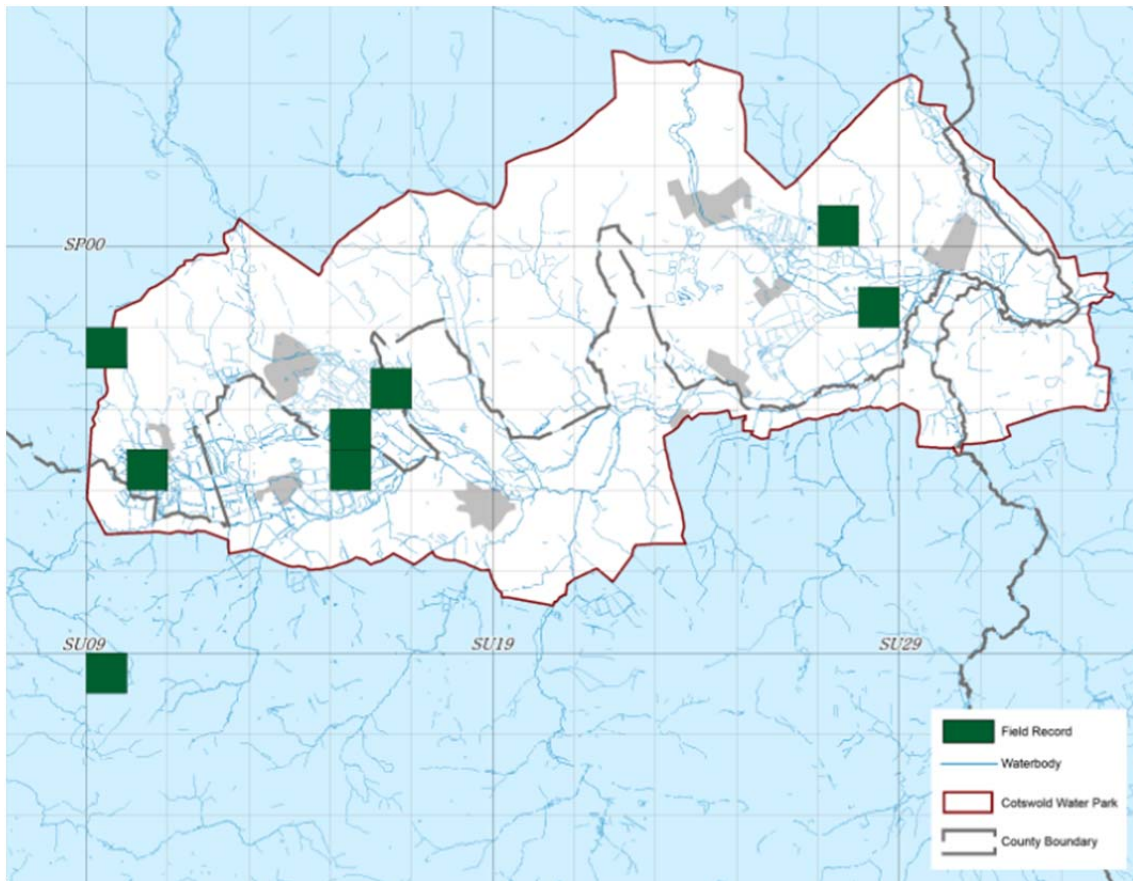 SP00
SU09
SU19
SU29
Field Record
Waterbody
Cotswold Water Park
County Boundary